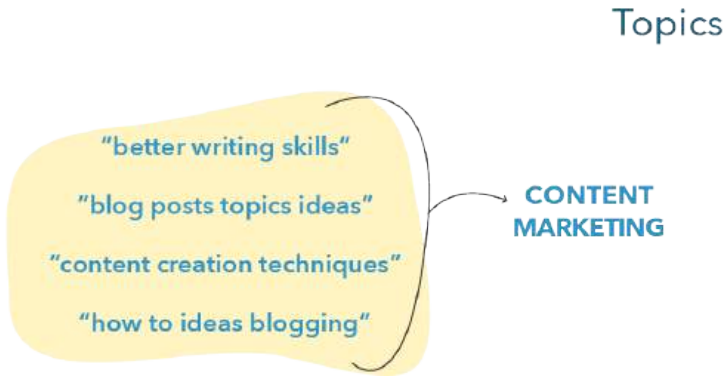 Topics
“better writing skills“
”blog posts topics ideas”
“content creation techniques”
“how to ideas blogging“
CONTENT
MARKETING